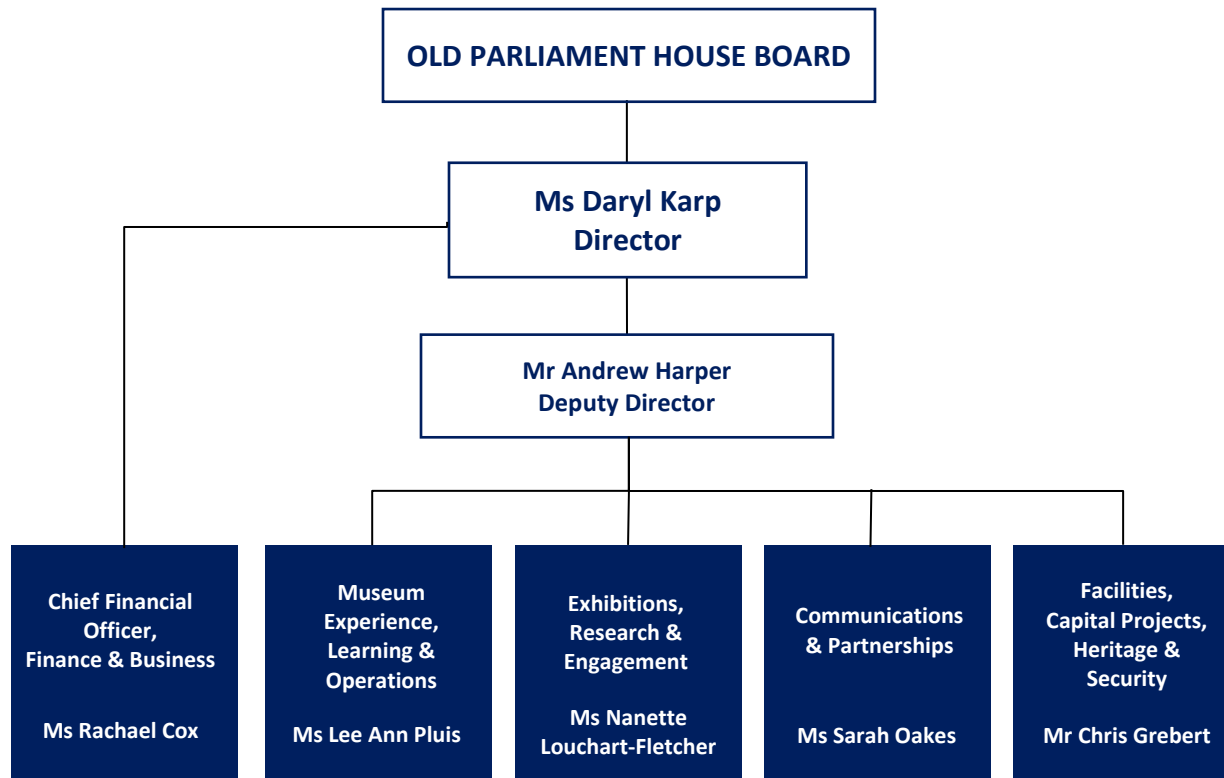 OLD PARLIAMENT HOUSE BOARD
Ms Daryl Karp
Director
Mr Andrew Harper
Deputy Director
Chief Financial
Officer,
Finance & Business
Ms Rachael Cox
Museum
Experience,
Learning &
Operations
Ms Lee Ann Pluis
Exhibitions,
Research &
Engagement
Ms Nanette
Louchart-Fletcher
Communications
& Partnerships
Ms Sarah Oakes
Facilities,
Capital Projects,
Heritage &
Security
Mr Chris Grebert